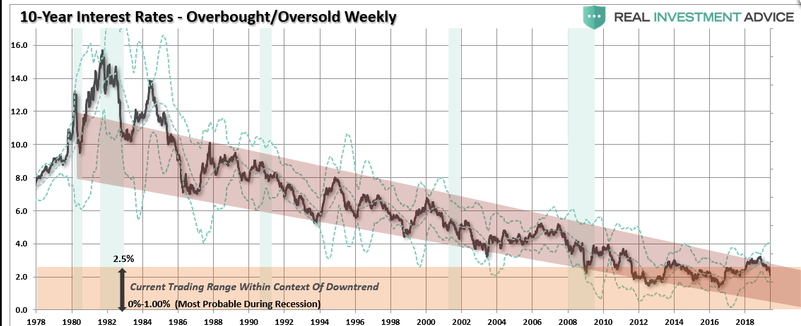 10-Year Interest Rates - Overbought/Oversold Weekly
REAL INVESTMENT ADVICE
16.0
14.0
12.0
10.0
8.0
6.0
4.0
2.0
0.0
2.5%
Current Trading Range Within Context Of Downtrend
0%-1.00% (Most Probable During Recession)
1978 1980 1982 1984 1986 1988 1990 1992 1994 1996 1998 2000 2002 2004 2006 2008 2010 2012 2014 2016 2018